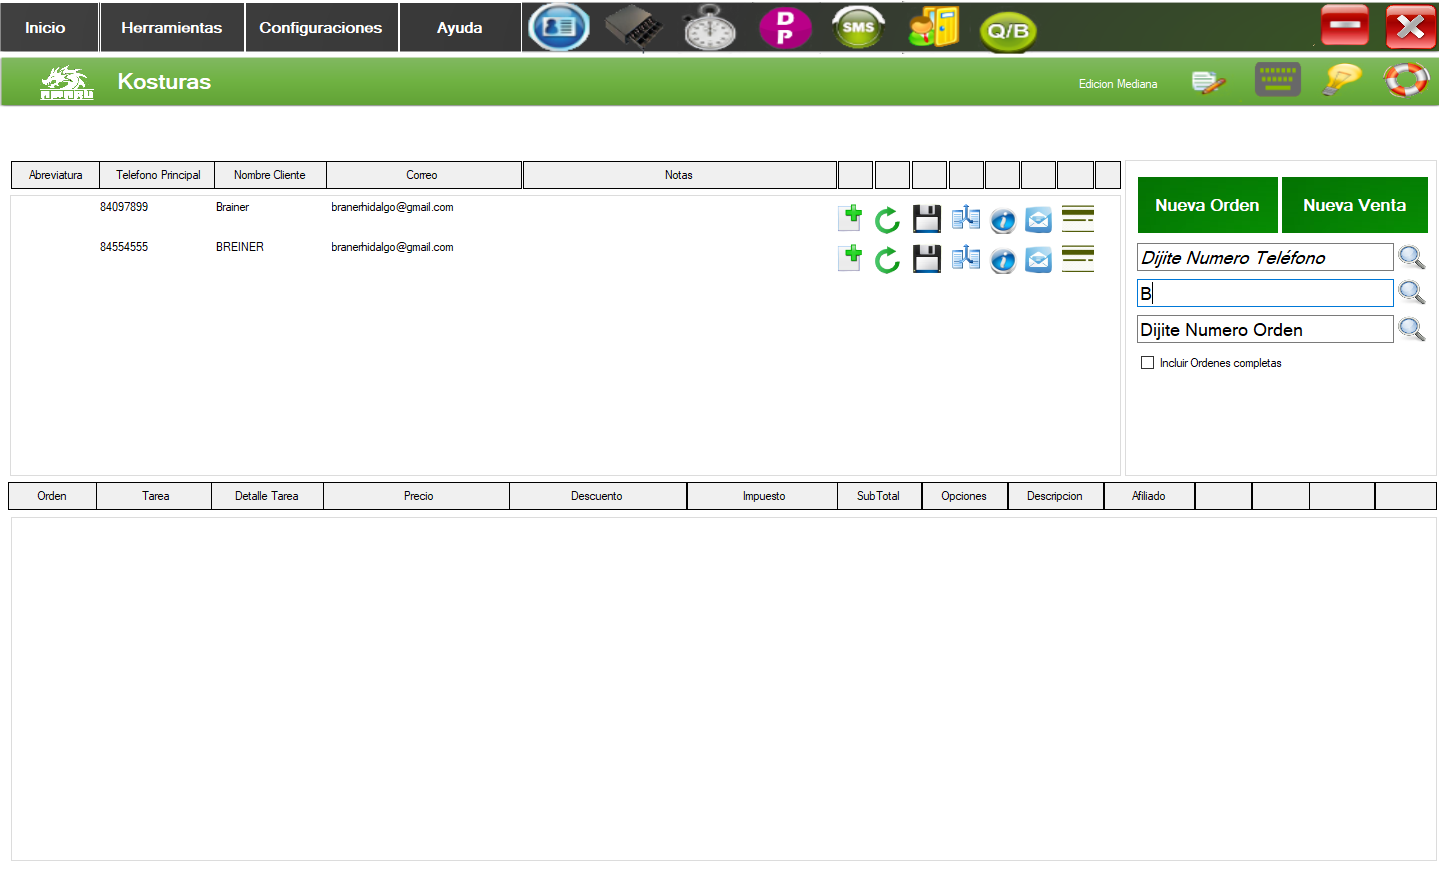 Inicio Herramientas Configuraciones Ayuda P P SMS Q/B
Kosturas Edicion Mediana
Abreviatura Telefono Principal Nombre Cliente Correo Notas
84097899 Brainer branerhidalgo@gmail.com
84554555 BREINER branerhidalgo@gmail.com
Nueva Orden Nueva Venta
Dijite Numero Teléfono
B
Dijite Numero Orden
Incluir Ordenes completas
Orden Tarea Detalle Tarea Precio Descuento Impuesto SubTotal Opciones Descripcion Afiliado